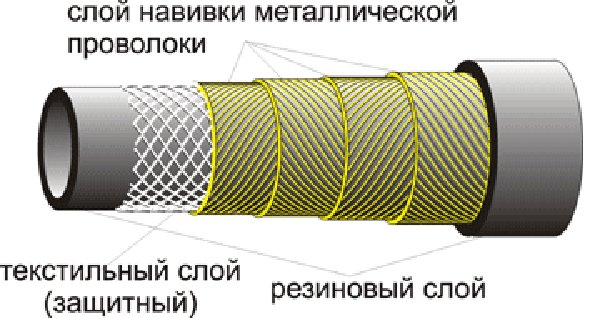 слой навивки металлической
проволоки
текстильный слой
(защитный)
резиновый слой